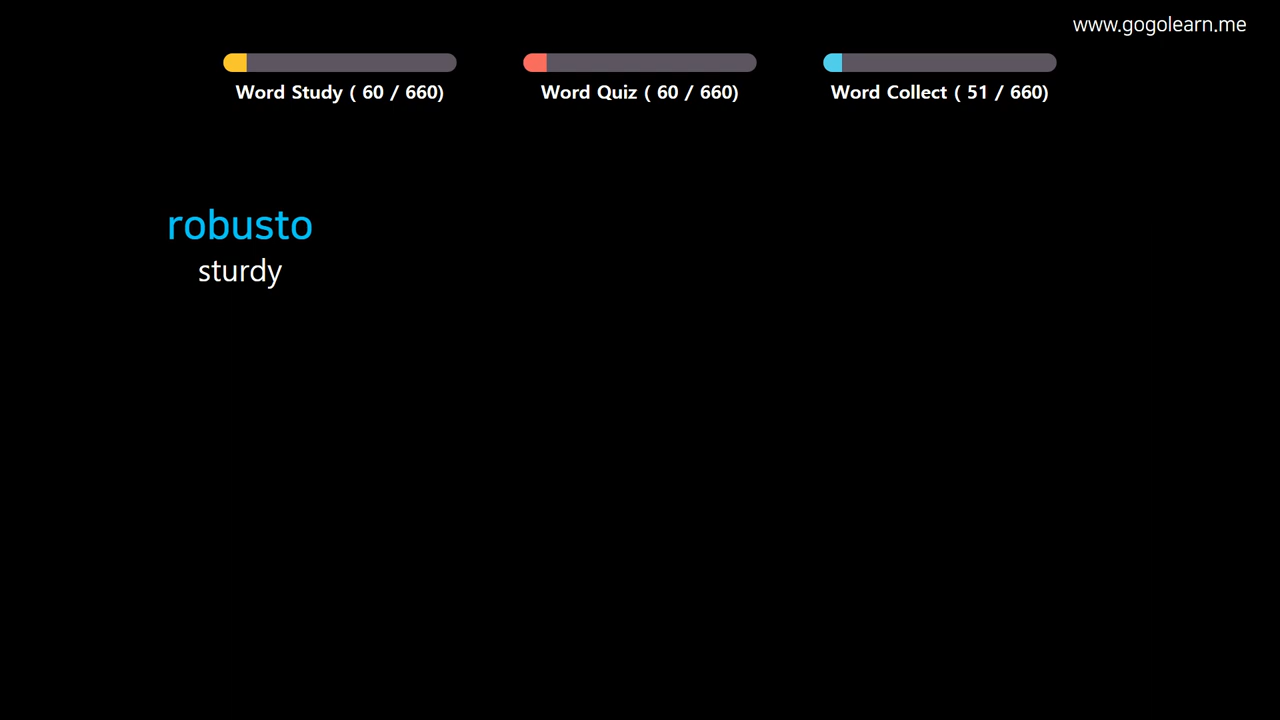 www.gogolearn.me
Word Study ( 60 / 660)
Word Quiz ( 60 / 660)
Word Collect ( 51 / 660)
robusto
sturdy